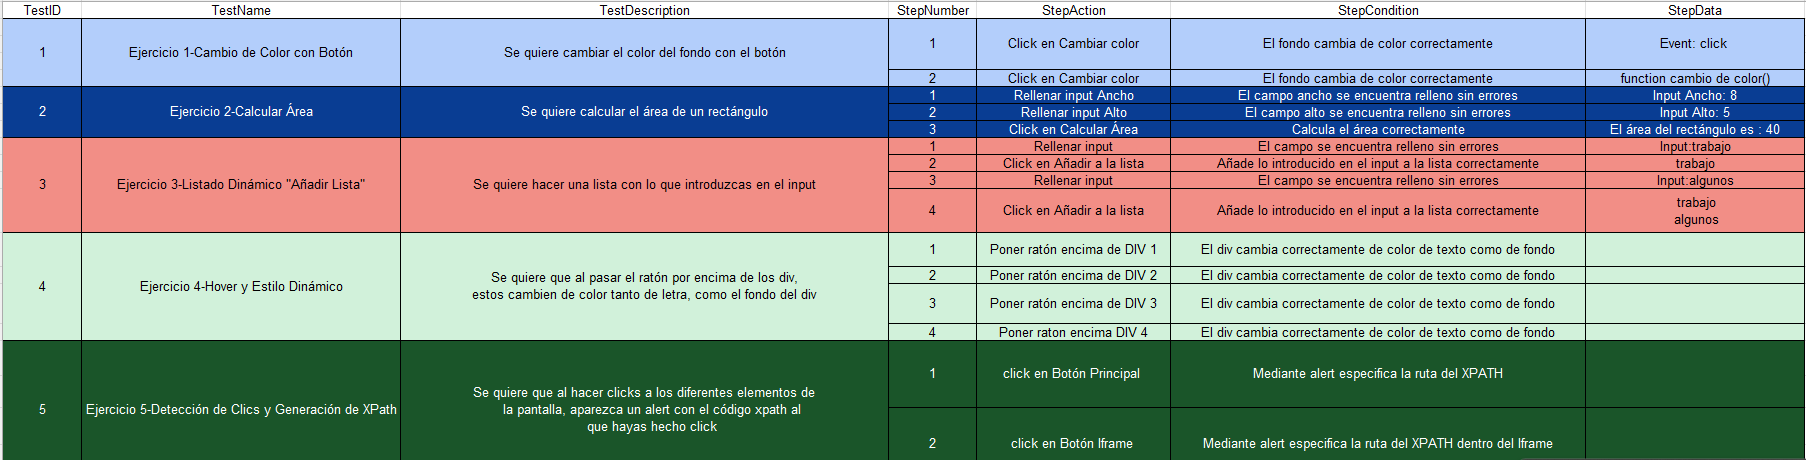 TestID TestName TestDescription StepNumber StepAction StepCondition StepData
1 Ejercicio 1-Cambio de Color con Botón Se quiere cambiar el color del fondo con el botón 1 Click en Cambiar color El fondo cambia de color correctamente Event: click
2 Click en Cambiar color El fondo cambia de color correctamente function cambio de color()
2 Ejercicio 2-Calcular Área Se quiere calcular el área de un rectángulo 1 Rellenar input Ancho El campo ancho se encuentra relleno sin errores Input Ancho: 8
2 Rellenar input Alto El campo alto se encuentra relleno sin errores Input Alto: 5
3 Click en Calcular Área Calcula el área correctamente El área del rectángulo es : 40
3 Ejercicio 3-Listado Dinámico "Añadir Lista" Se quiere hacer una lista con lo que introduzcas en el input 1 Rellenar input El campo se encuentra relleno sin errores Input:trabajo
2 Click en Añadir a la lista Añade lo introducido en el input a la lista correctamente trabajo
3 Rellenar input El campo se encuentra relleno sin errores Input:algunos
4 Click en Añadir a la lista Añade lo introducido en el input a la lista correctamente trabajo
algunos
4 Ejercicio 4-Hover y Estilo Dinámico Se quiere que al pasar el ratón por encima de los div,
estos cambien de color tanto de letra, como el fondo del div
1 Poner ratón encima de DIV 1 El div cambia correctamente de color de texto como de fondo
2 Poner ratón encima de DIV 2 El div cambia correctamente de color de texto como de fondo
3 Poner ratón encima de DIV 3 El div cambia correctamente de color de texto como de fondo
4 Poner raton encima DIV 4 El div cambia correctamente de color de texto como de fondo
5 Ejercicio 5-Detección de Clics y Generación de XPath Se quiere que al hacer clicks a los diferentes elementos de
la pantalla, aparezca un alert con el código xpath al
que hayas hecho click
1 click en Botón Principal Mediante alert especifica la ruta del XPATH
2 click en Botón Iframe Mediante alert especifica la ruta del XPATH dentro del Iframe